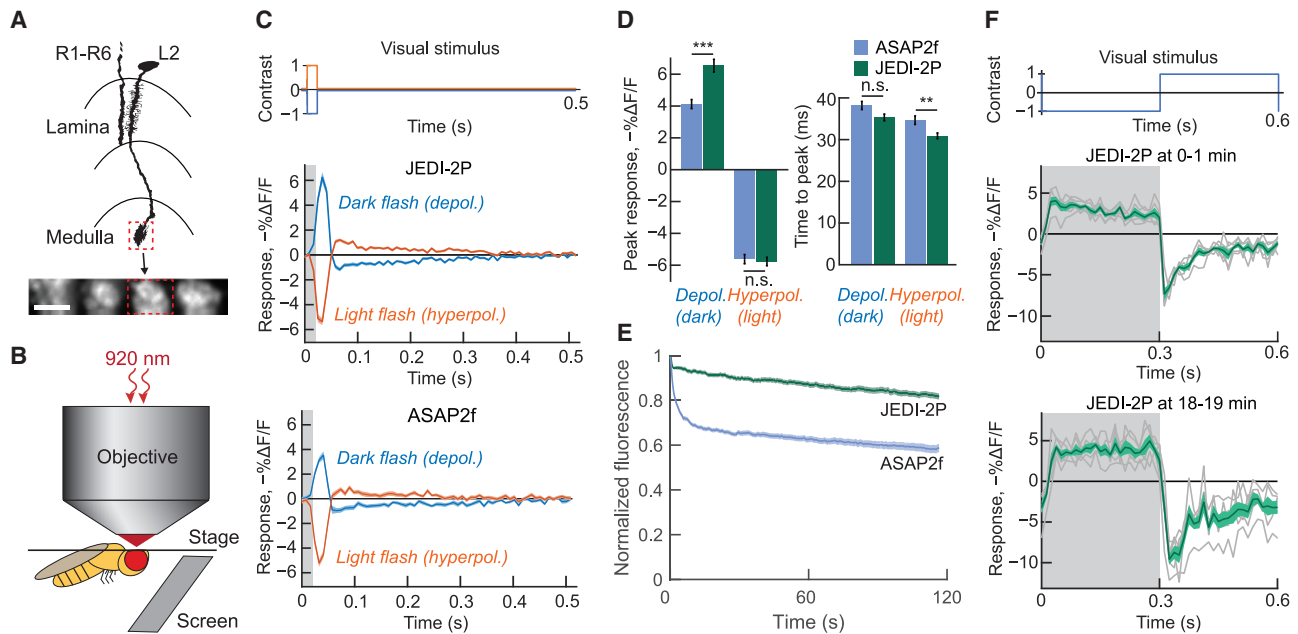 A
R1-R6
L2
Lamina
Medulla
B
920 nm
Objective
Stage
Screen
C
Visual stimulus
Contrast
1
0
−1
0.5
Time (s)
JEDI-2P
Response, −%ΔF/F
6
4
2
0
−2
−4
−6
Dark flash (depol.)
Light flash (hyperpol.)
0 0.1 0.2 0.3 0.4 0.5
Time (s)
ASAP2f
Response, −%ΔF/F
6
4
2
0
−2
−4
−6
Dark flash (depol.)
Light flash (hyperpol.)
0 0.1 0.2 0.3 0.4 0.5
Time (s)
D
Peak response, −%ΔF/F
6
4
2
0
−2
−4
−6
***
n.s.
Depol. Hyperpol.
(dark) (light)
ASAP2f
JEDI-2P
Time to peak (ms)
40
30
20
10
0
n.s.
**
Depol. Hyperpol.
(dark) (light)
E
Normalized fluorescence
1
0.8
0.6
0.4
0.2
0
JEDI-2P
ASAP2f
0 60 120
Time (s)
F
Visual stimulus
Contrast
1
0
−1
Time (s)
0.6
JEDI-2P at 0-1 min
Response, −%ΔF/F
5
0
−5
−10
0 0.3 0.6
Time (s)
JEDI-2P at 18-19 min
Response, −%ΔF/F
5
0
−5
−10
0 0.3 0.6
Time (s)